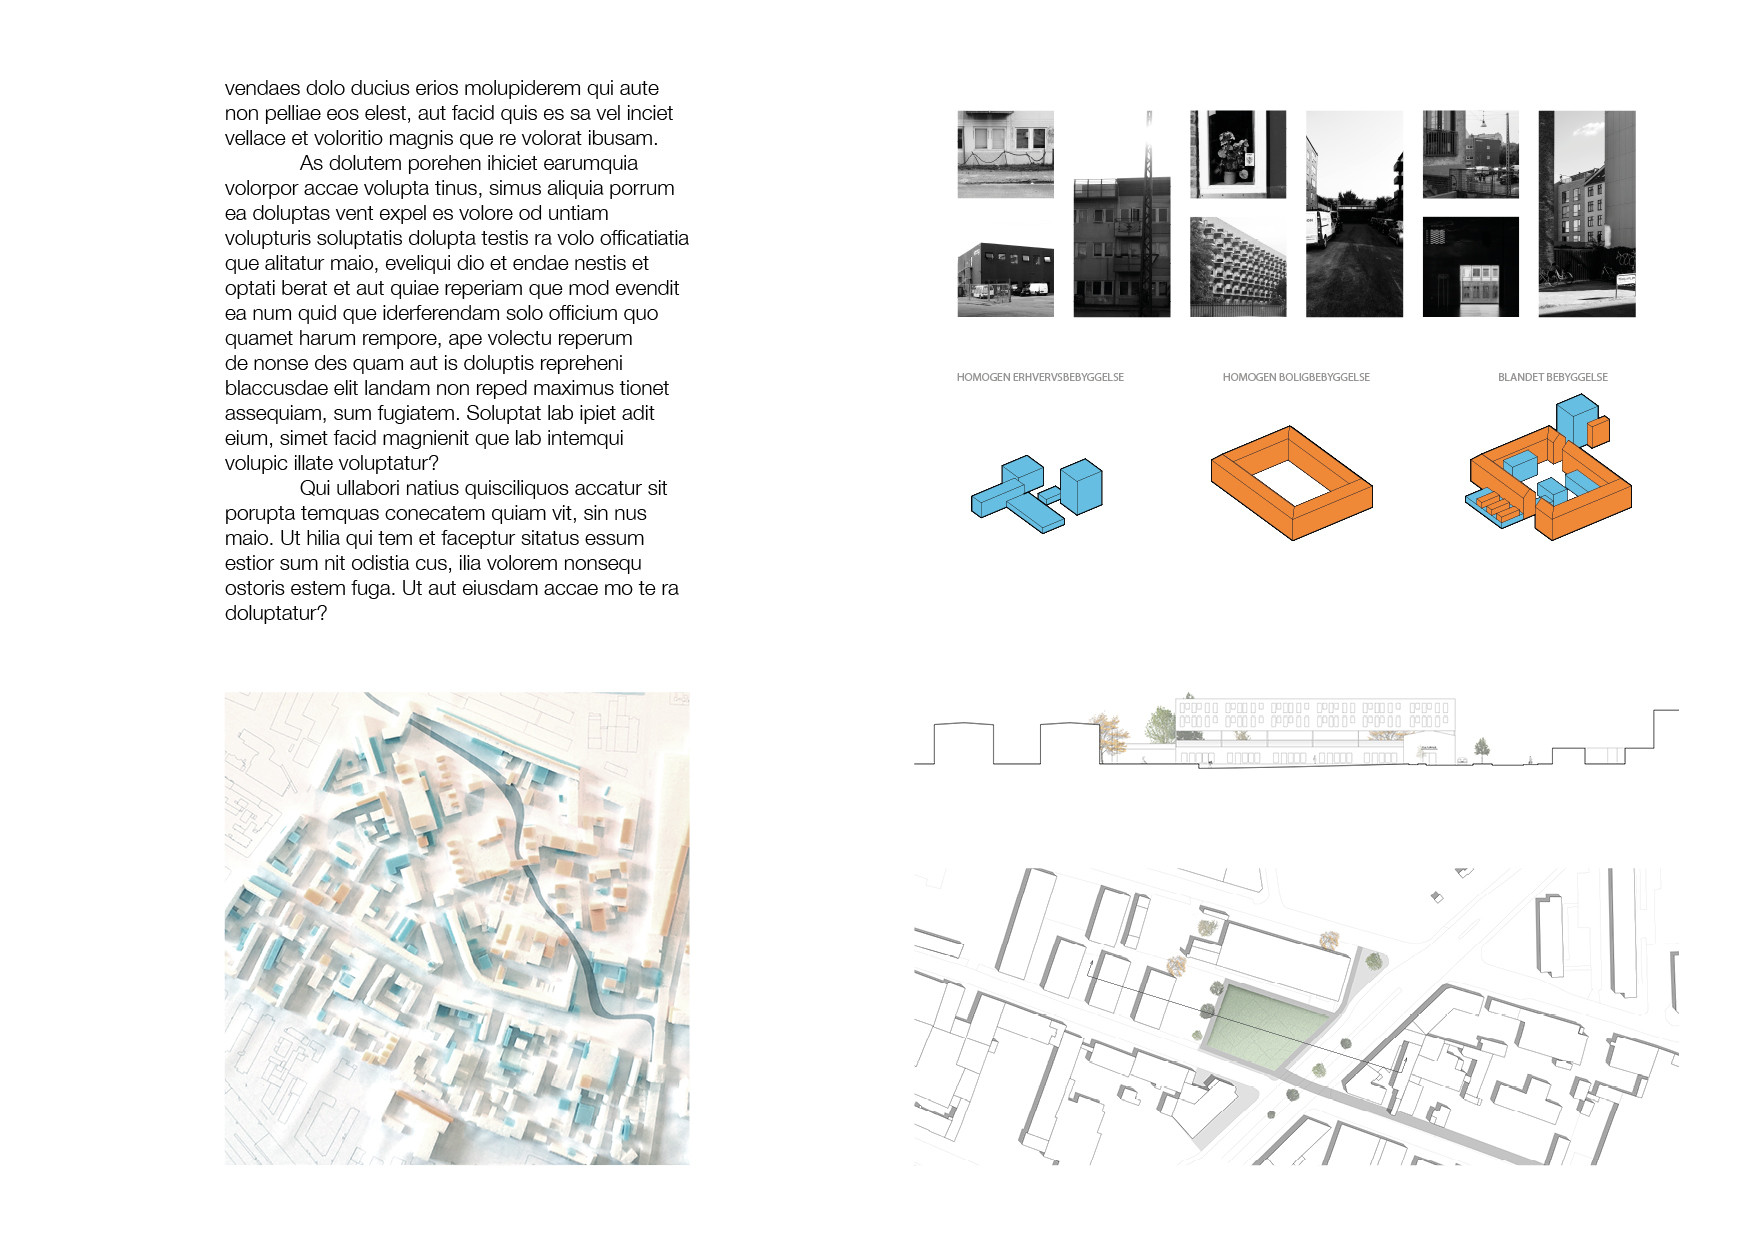 vendaes dolo ducius erios molupiderem qui aute
non pelliae eos elest, aut facid quis es sa vel inciet
vellace et voloritio magnis que re volorat ibusam.
As dolutem porehen ihiciet earumquia
volorpor accae volupta tinus, simus aliquia porrum
ea doluptas vent expel es volore od untiam
volupturis soluptatis dolupta testis ra volo officatiatia
que alitatur maio, eveliqui dio et endae nestis et
optati berat et aut quiae reperiam que mod evendit
ea num quid que iderferendam solo officium quo
quamet harum rempore, ape volectu reperum
de nonse des quam aut is doluptis repreheni
blaccusdae elit landam non reped maximus tionet
assequiam, sum fugiatem. Soluptat lab ipiet adit
eium, simet facid magnienit que lab intemqui
volupic illate voluptatur?
Qui ullabori natius quisciliquos accatur sit
porupta temquas conecatem quiam vit, sin nus
maio. Ut hilia qui tem et faceptur sitatus essum
estior sum nit odistia cus, ilia volorem nonsequ
ostoris estem fuga. Ut aut eiusdam accae mo te ra
doluptatur?
HOMOGEN ERHVERVSBEBYGGELSE
HOMOGEN BOLIGBEBYGGELSE
BLANDET BEBYGGELSE